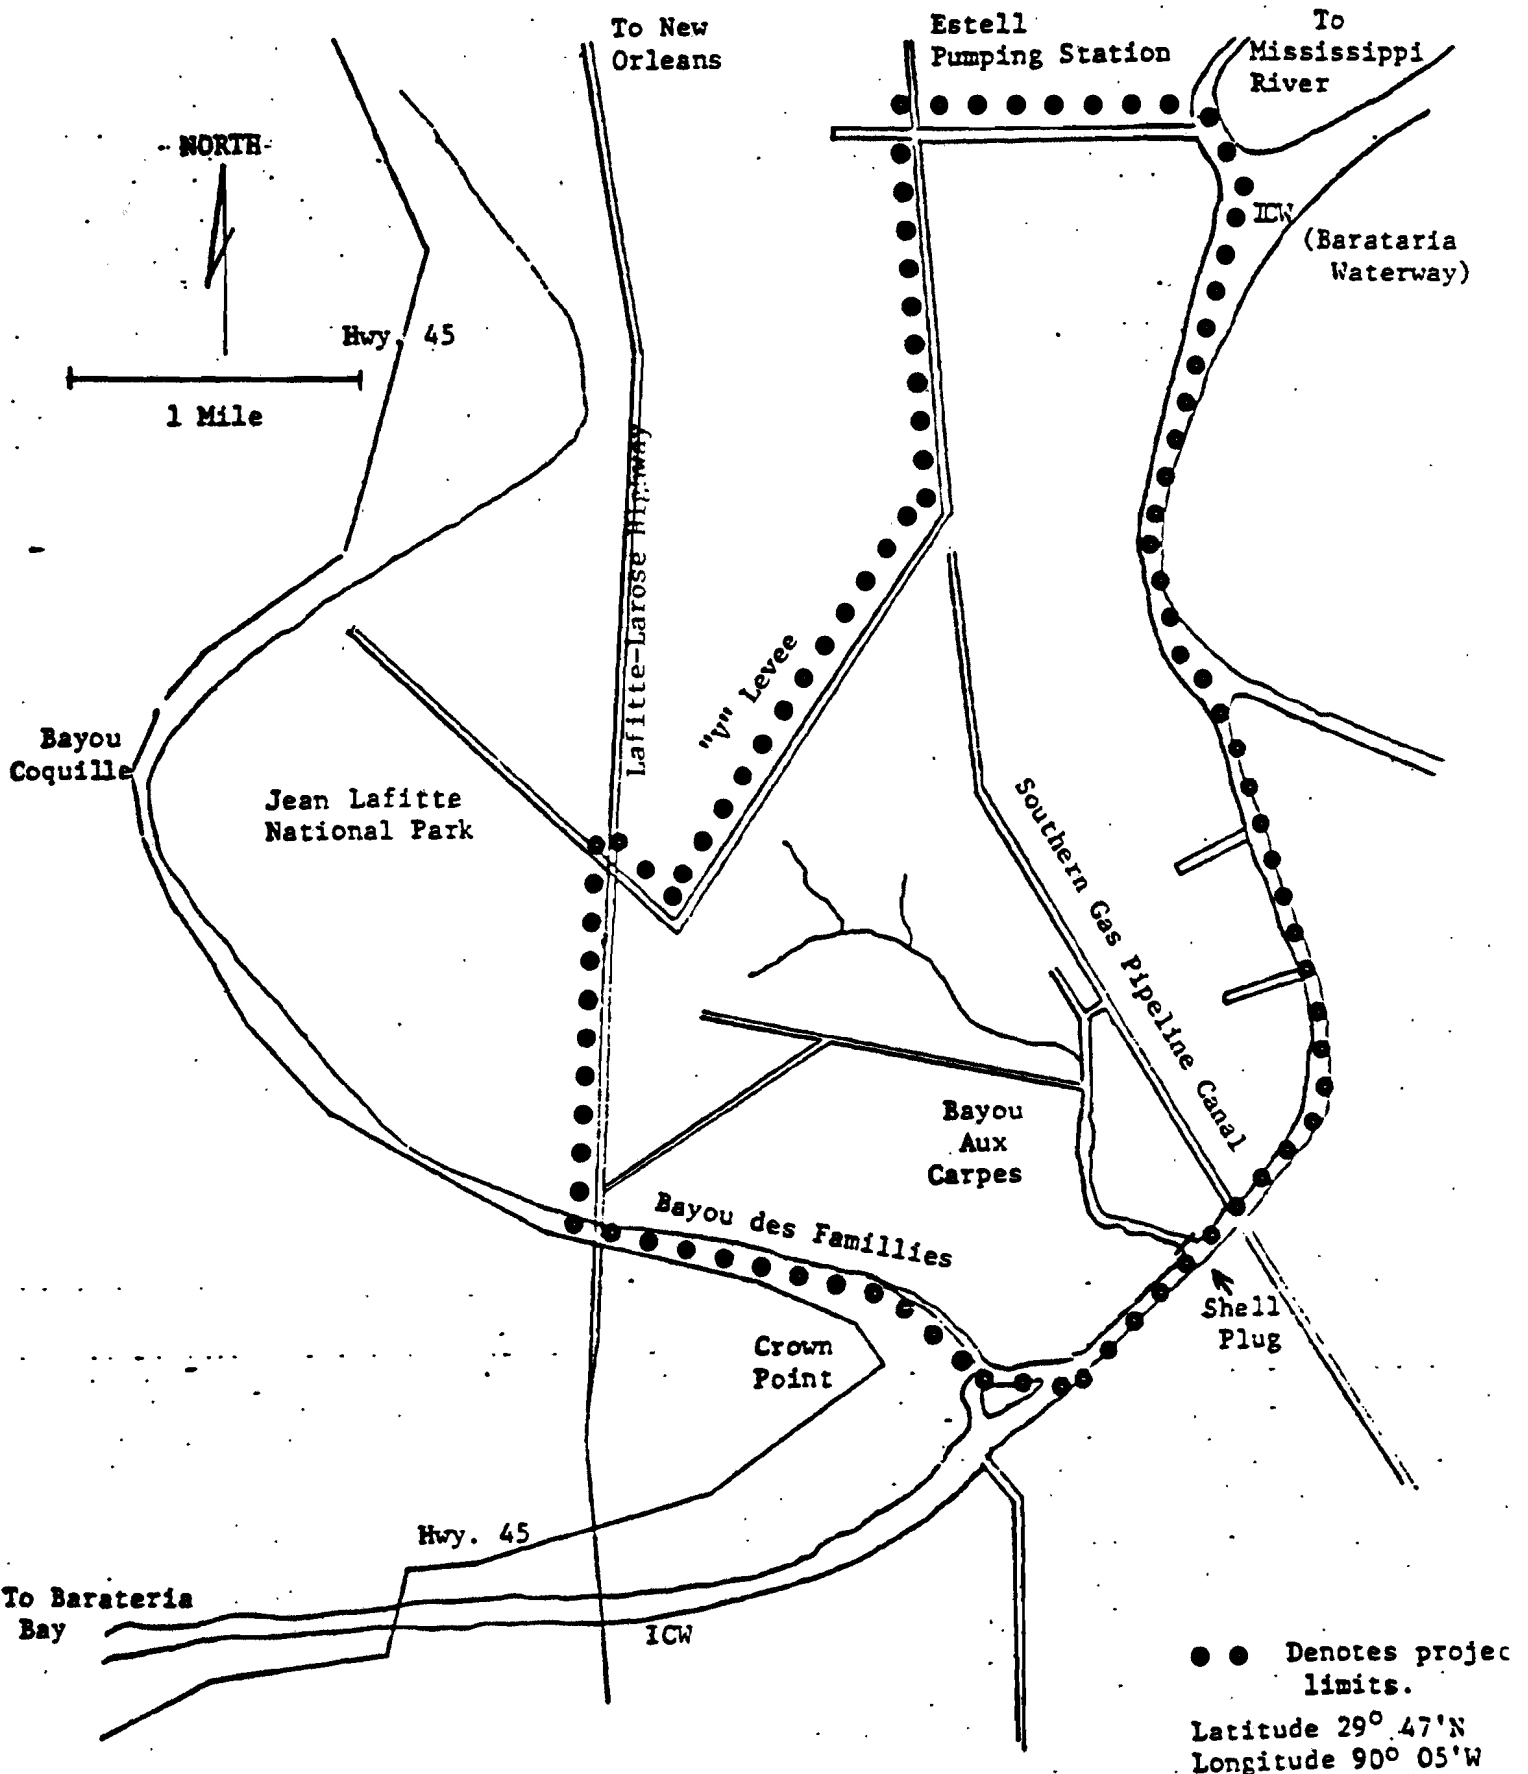 To New
Orleans
Estell
Pumping Station
To
Mississippi
River
NORTH
ICW
(Barataria
Waterway)
Hwy. 45
1 Mile
Lafitte-Larose Highway
"V" Levee
Bayou
Coquille
Jean Lafitte
National Park
Southern Gas Pipeline Canal
Bayou
Aux
Carpes
Bayou des Famillies
Shell
Plug
Crown
Point
Hwy. 45
To Barateria
Bay
ICW
Denotes projec
limits.
Latitude 29° 47'N
Longitude 90° 05'W